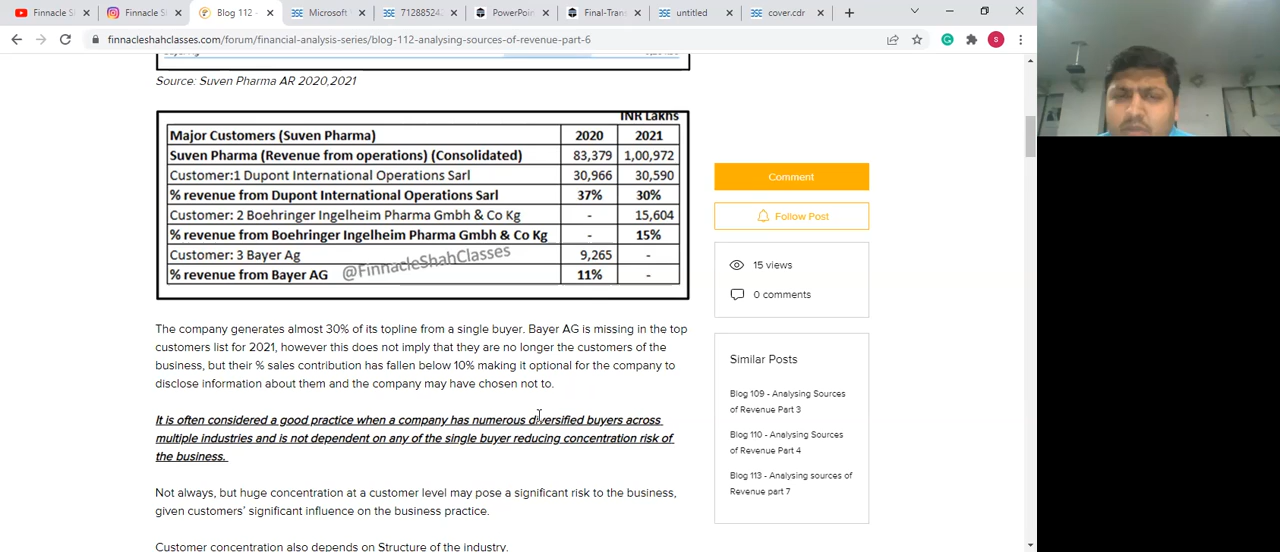 Finnacle S
Finnacle Sh
Blog 112 -
Microsoft V
712885242
PowerPoin
Final-Trans
untitled
cover.cdr
finnacleshahclasses.com/forum/financial-analysis-series/blog-112-analysing-sources-of-revenue-part-6
S
Source: Suven Pharma AR 2020,2021
INR Lakhs
Major Customers (Suven Pharma) 2020 2021
Suven Pharma (Revenue from operations) (Consolidated) 83,379 1,00,972
Customer:1 Dupont International Operations Sarl 30,966 30,590
% revenue from Dupont International Operations Sarl 37% 30%
Customer: 2 Boehringer Ingelheim Pharma Gmbh & Co Kg - 15,604
% revenue from Boehringer Ingelheim Pharma Gmbh & Co Kg - 15%
Customer: 3 Bayer Ag 9,265 -
% revenue from Bayer AG 11% -
@FinnacleShahClasses
The company generates almost 30% of its topline from a single buyer. Bayer AG is missing in the top
customers list for 2021, however this does not imply that they are no longer the customers of the
business, but their % sales contribution has fallen below 10% making it optional for the company to
disclose information about them and the company may have chosen not to.
It is often considered a good practice when a company has numerous diversified buyers across
multiple industries and is not dependent on any of the single buyer reducing concentration risk of
the business.
Not always, but huge concentration at a customer level may pose a significant risk to the business,
given customers' significant influence on the business practice.
Customer concentration also depends on Structure of the industry.
Comment
Follow Post
15 views
0 comments
Similar Posts
Blog 109 - Analysing Sources
of Revenue Part 3
Blog 110 - Analysing Sources
of Revenue Part 4
Blog 113 - Analysing sources of
Revenue part 7